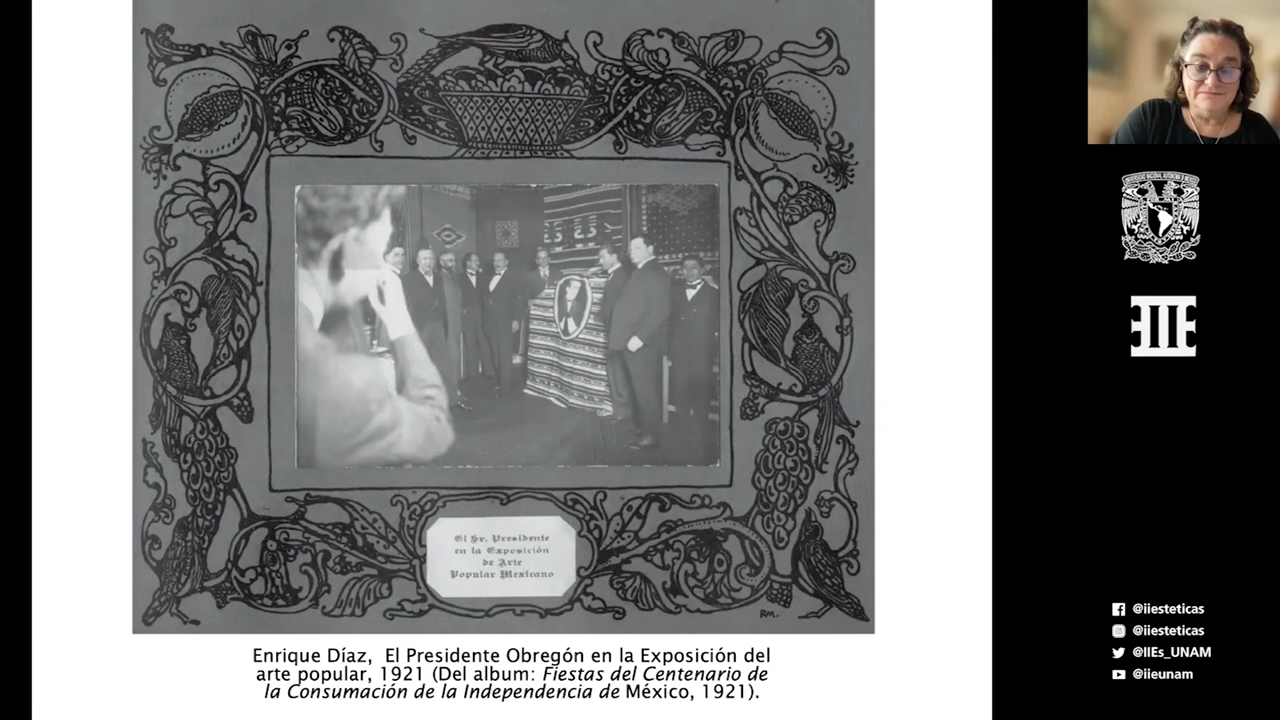 El Sr. Presidente
en la Exposición
de Arte
Popular Mexicano
RM.
Enrique Díaz, El Presidente Obregón en la Exposición del
arte popular, 1921 (Del album: Fiestas del Centenario de
la Consumación de la Independencia de México, 1921).
IIE
@iiesteticas
@iiesteticas
@IIEs_UNAM
@iieunam